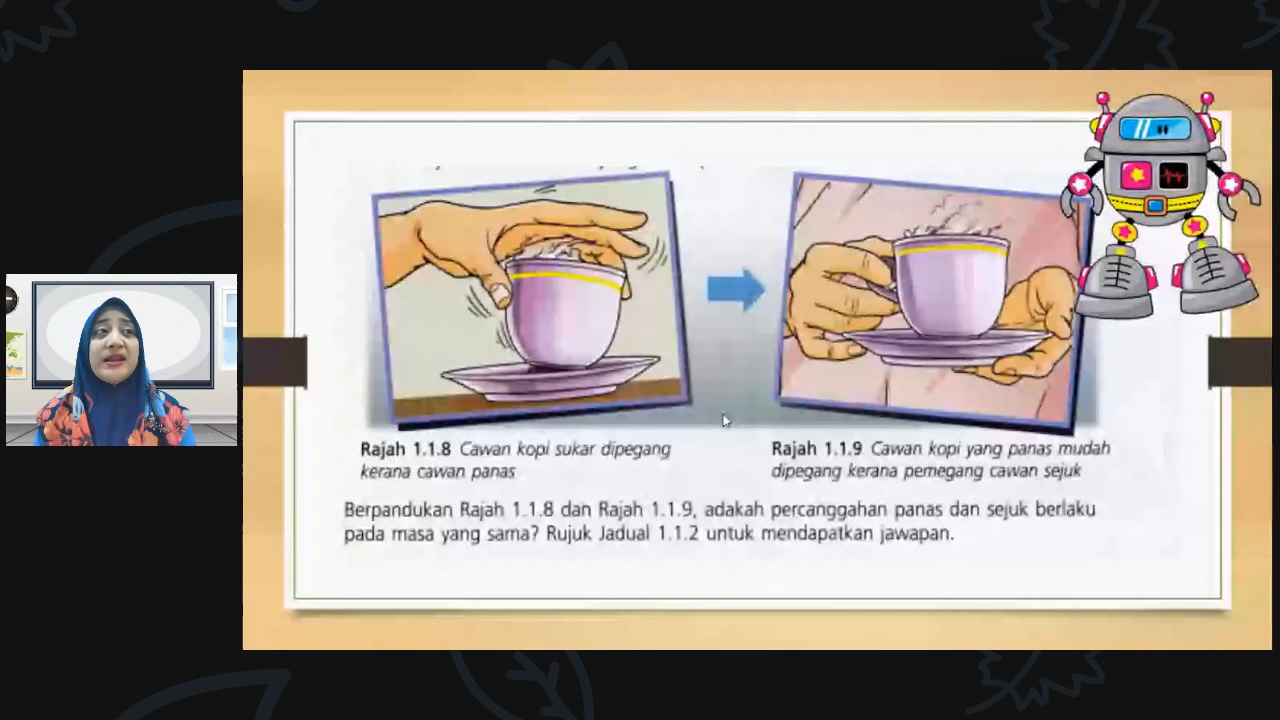 Rajah 1.1.8 Cawan kopi sukar dipegang
kerana cawan panas
Rajah 1.1.9 Cawan kopi yang panas mudah
dipegang kerana pemegang cawan sejuk
Berpandukan Rajah 1.1.8 dan Rajah 1.1.9, adakah percanggahan panas dan sejuk berlaku
pada masa yang sama? Rujuk Jadual 1.1.2 untuk mendapatkan jawapan.